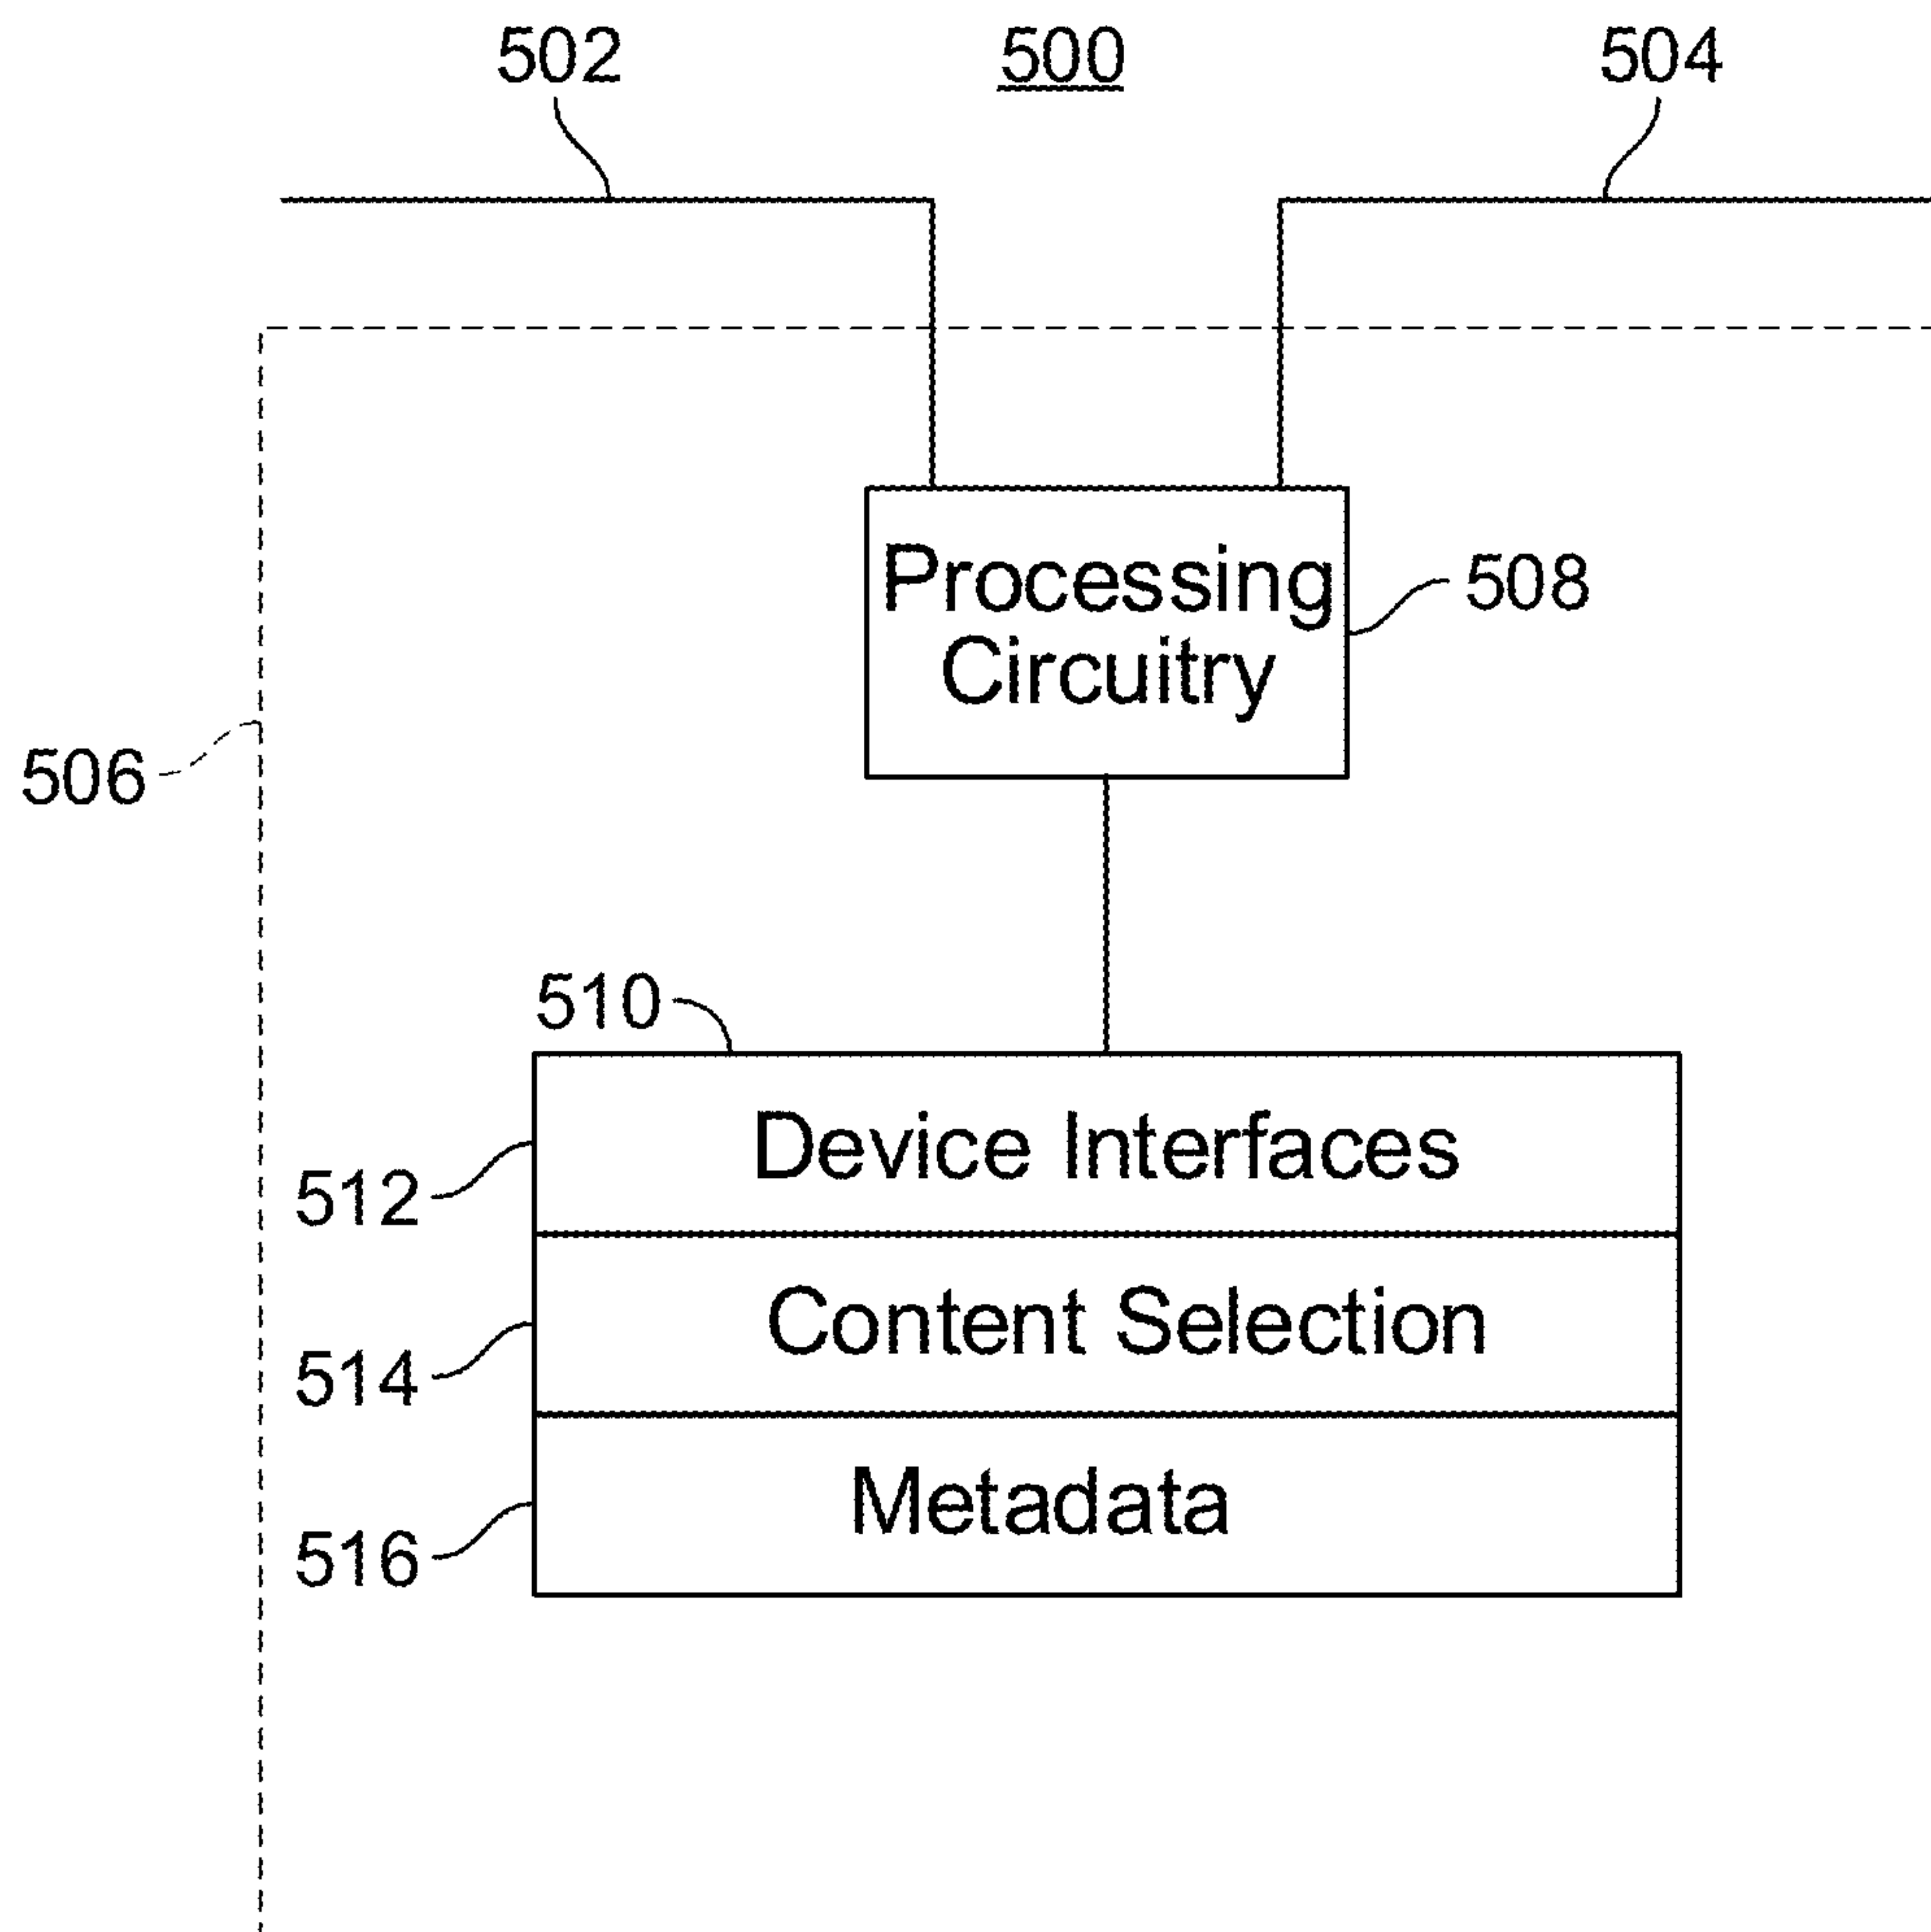 502
500
504
Processing
Circuitry
508
506
510
Device Interfaces
512
Content Selection
514
Metadata
516